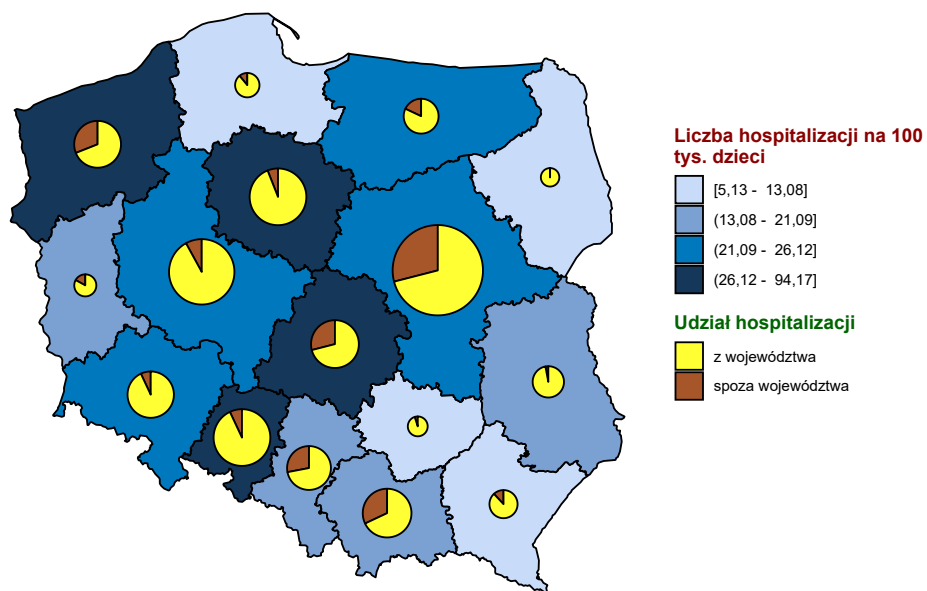 Liczba hospitalizacji na 100
tys. dzieci
[5,13 - 13,08]
(13,08 - 21,09]
(21,09 - 26,12]
(26,12 - 94,17]
Udział hospitalizacji
z województwa
spoza województwa